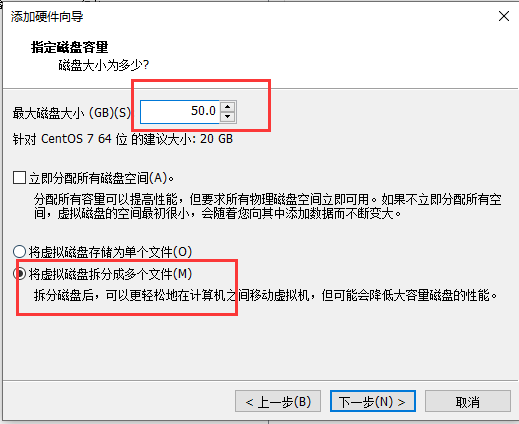 添加硬件向导
指定磁盘容量
磁盘大小为多少?
最大磁盘大小 (GB)(S)
50.0
针对 CentOS 7 64 位 的建议大小: 20 GB
立即分配所有磁盘空间(A)。
分配所有容量可以提高性能，但要求所有物理磁盘空间立即可用。如果不立即分配所有空
间，虚拟磁盘的空间最初很小，会随着您向其中添加数据而不断变大。
将虚拟磁盘存储为单个文件(O)
将虚拟磁盘拆分成多个文件(M)
拆分磁盘后，可以更轻松地在计算机之间移动虚拟机，但可能会降低大容量磁盘的性能。
< 上一步(B)
下一步(N) >
取消